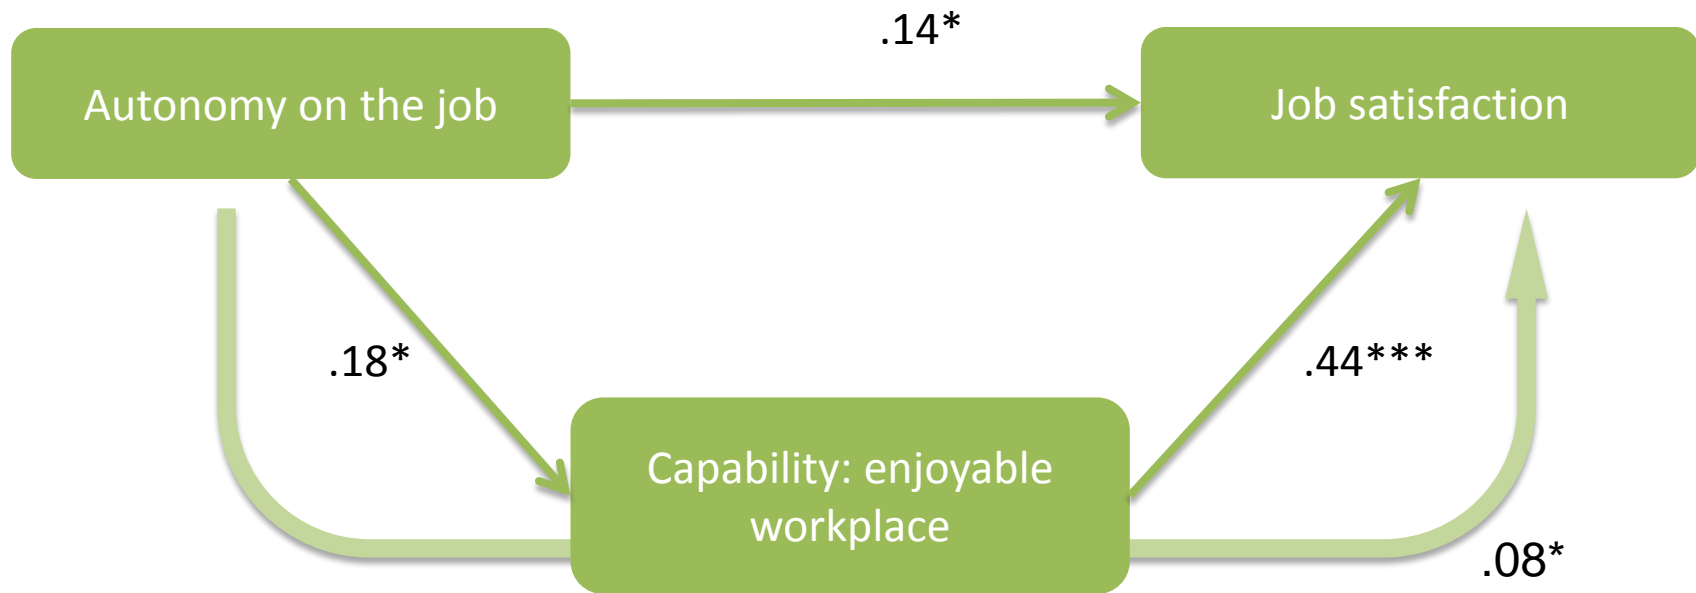 .14*
Autonomy on the job
Job satisfaction
.18*
.44***
Capability: enjoyable
workplace
.08*